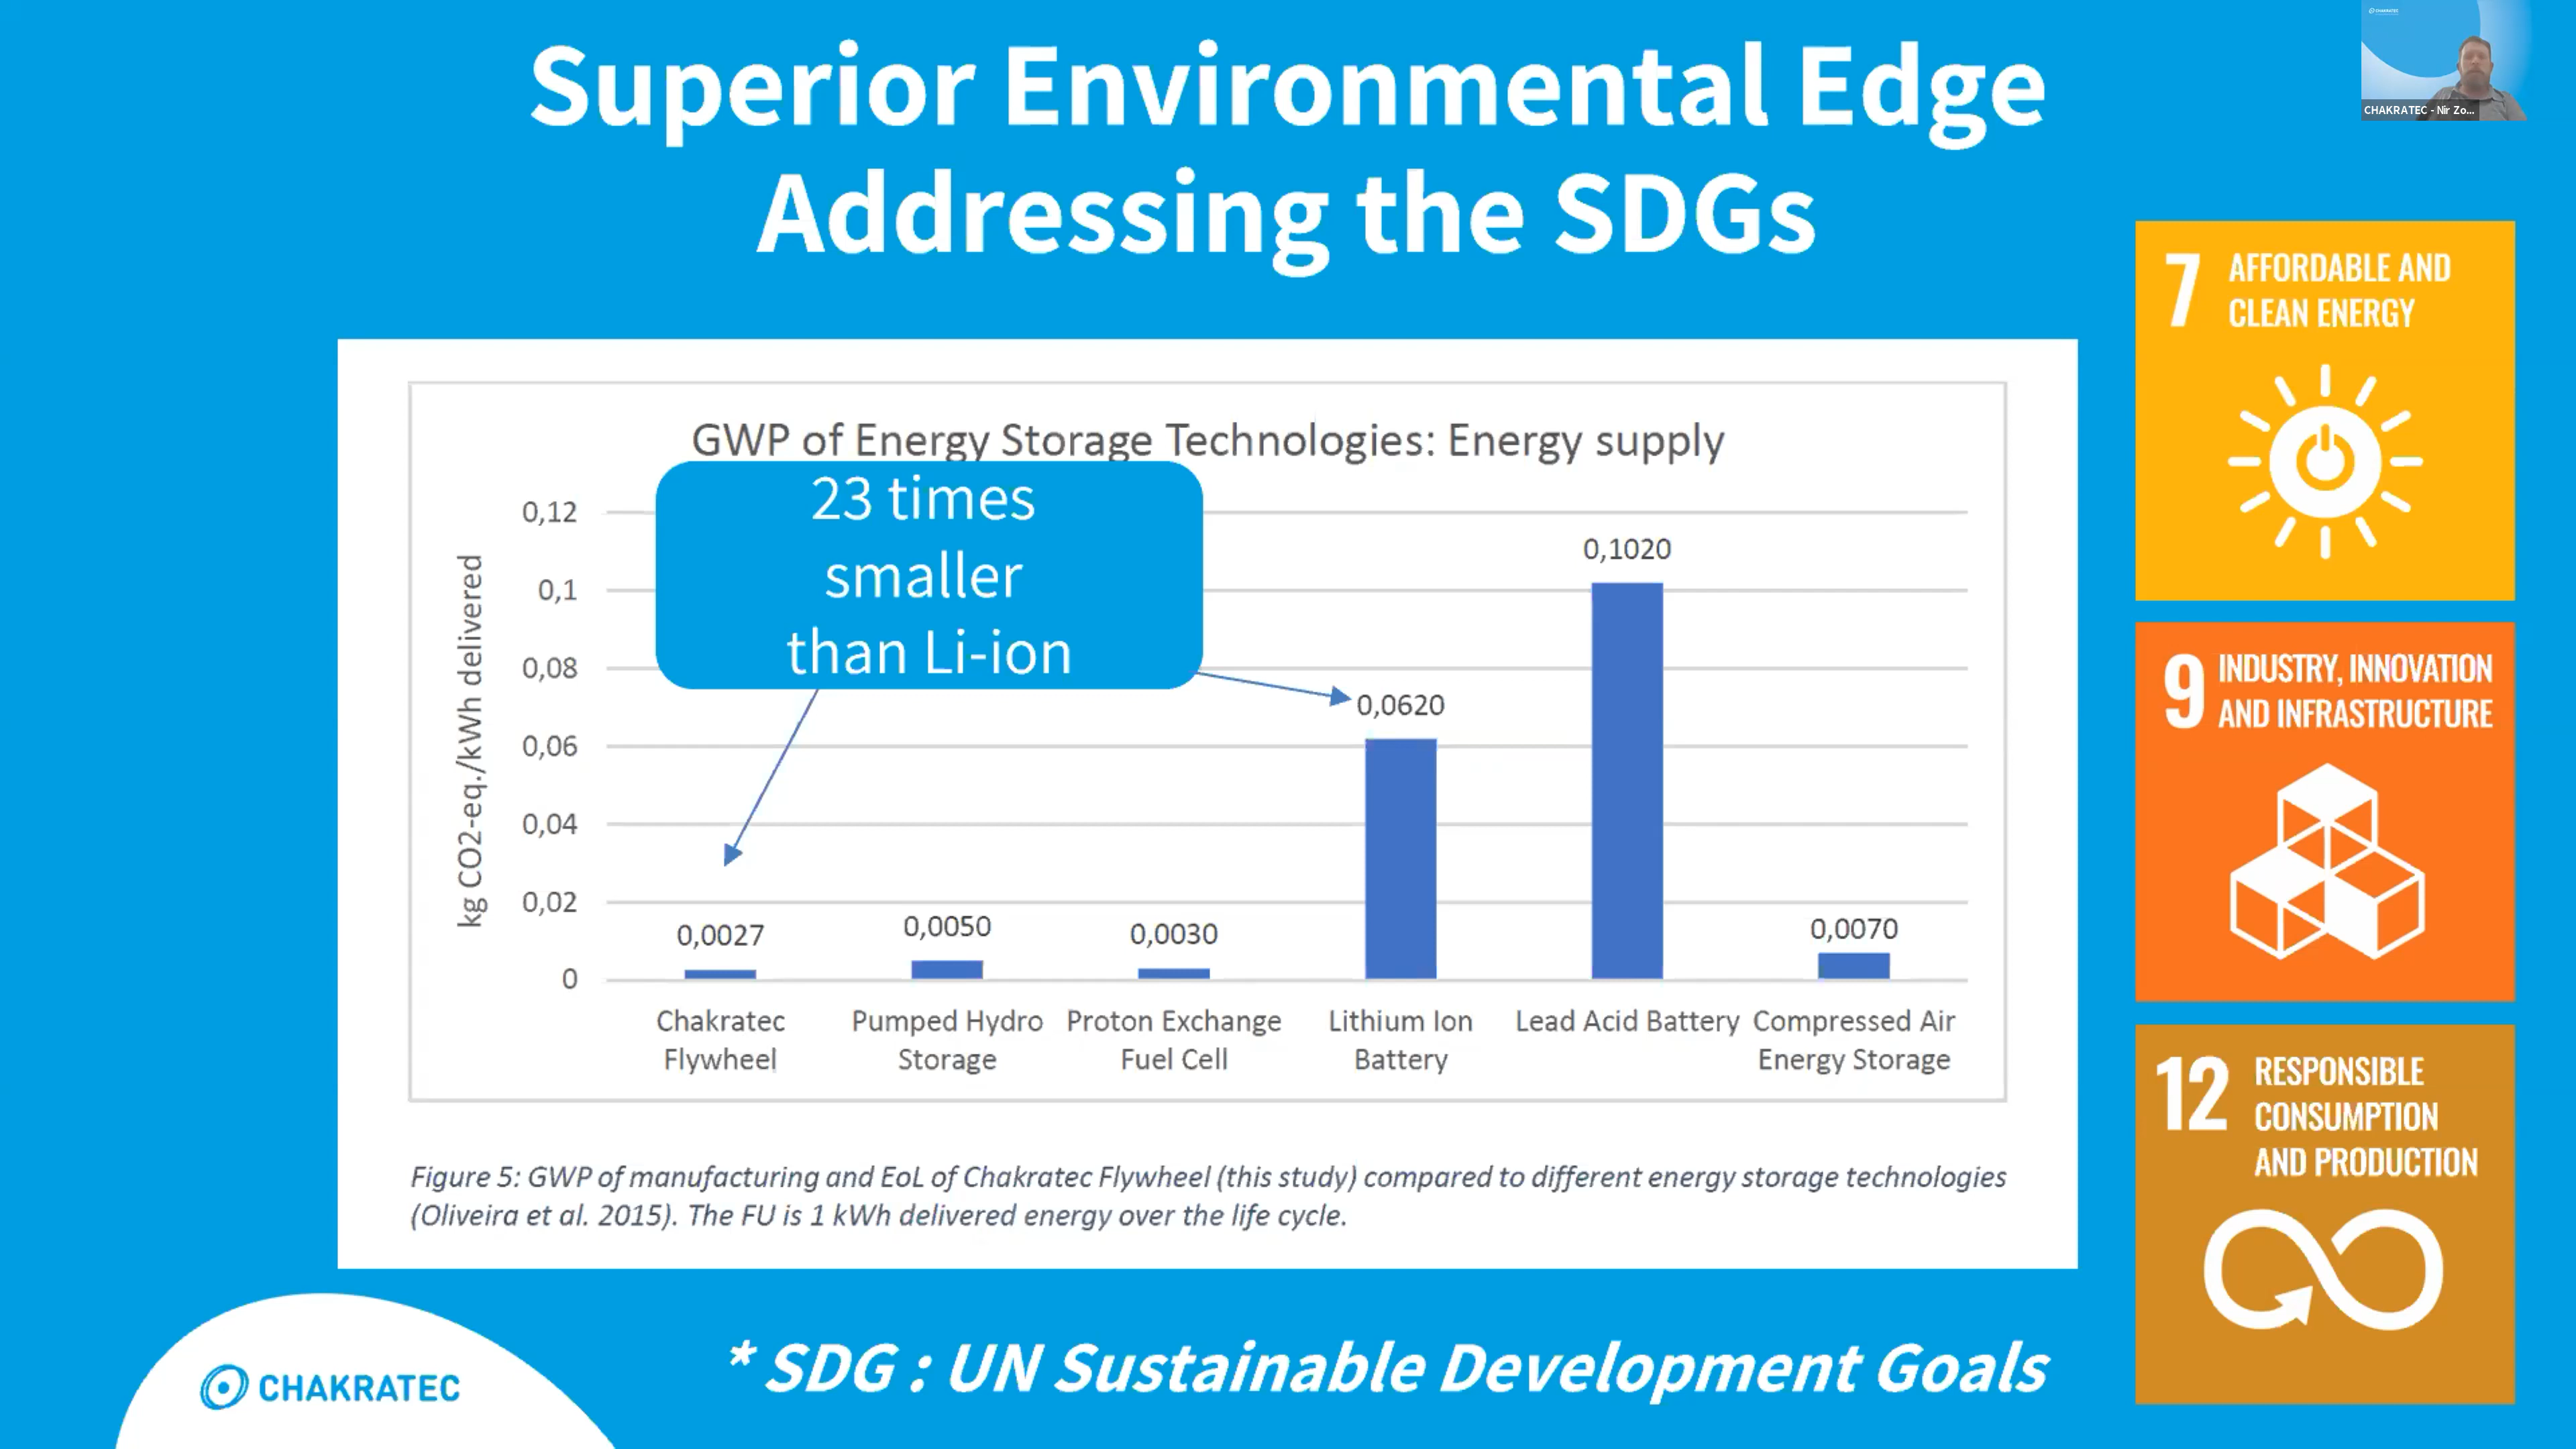 Superior Environmental Edge
Addressing the SDGs
CHAKRATEC
CHAKRATEC - Nir Zo...
GWP of Energy Storage Technologies: Energy supply
23 times
smaller
than Li-ion
kg CO2-eq./kWh delivered
0,12
0,1
0,08
0,06
0,04
0,02
0
0,0027
0,0050
0,0030
0,0620
0,1020
0,0070
Chakratec
Flywheel
Pumped Hydro
Storage
Proton Exchange
Fuel Cell
Lithium Ion
Battery
Lead Acid Battery
Compressed Air
Energy Storage
Figure 5: GWP of manufacturing and EoL of Chakratec Flywheel (this study) compared to different energy storage technologies
(Oliveira et al. 2015). The FU is 1 kWh delivered energy over the life cycle.
7 AFFORDABLE AND
CLEAN ENERGY
9 INDUSTRY, INNOVATION
AND INFRASTRUCTURE
12 RESPONSIBLE
CONSUMPTION
AND PRODUCTION
CHAKRATEC
* SDG : UN Sustainable Development Goals